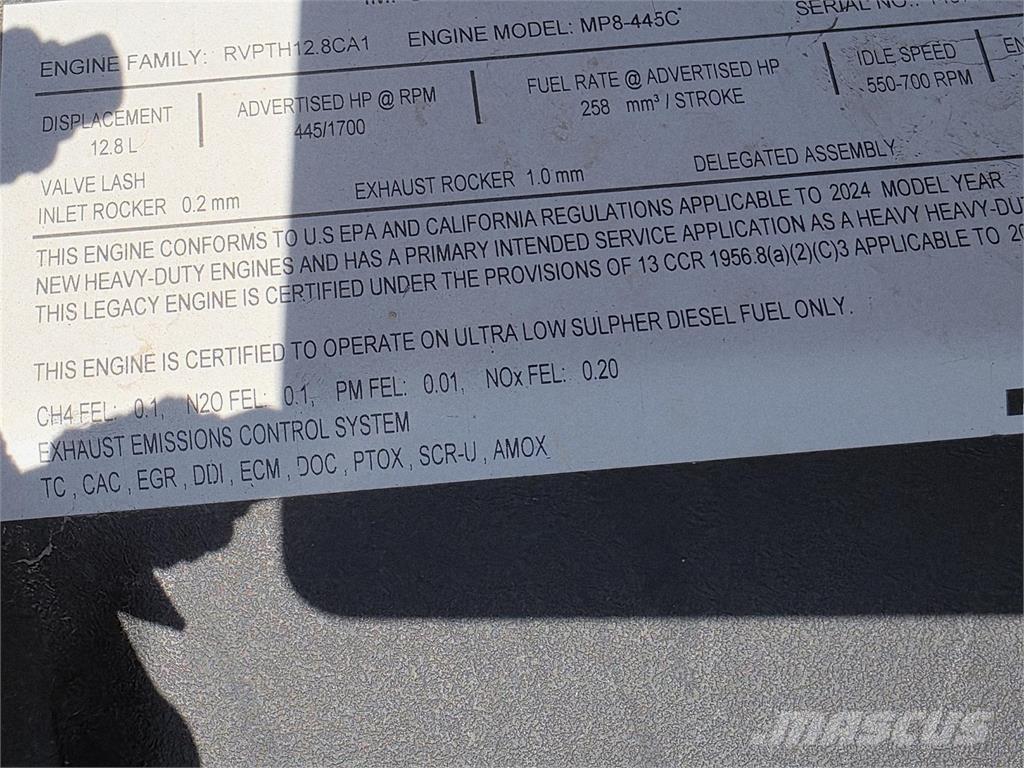 ENGINE FAMILY: RVPTH12.8CA1 ENGINE MODEL: MP8-445C SERIAL NO.:
DISPLACEMENT ADVERTISED HP @ RPM FUEL RATE @ ADVERTISED HP IDLE SPEED
12.8 L 445/1700 258 mm³ / STROKE 550-700 RPM
VALVE LASH
INLET ROCKER 0.2 mm EXHAUST ROCKER 1.0 mm DELEGATED ASSEMBLY
THIS ENGINE CONFORMS TO U.S EPA AND CALIFORNIA REGULATIONS APPLICABLE TO 2024 MODEL YEAR
NEW HEAVY-DUTY ENGINES AND HAS A PRIMARY INTENDED SERVICE APPLICATION AS A HEAVY HEAVY-DU
THIS LEGACY ENGINE IS CERTIFIED UNDER THE PROVISIONS OF 13 CCR 1956.8(a)(2)(C)3 APPLICABLE TO 20
THIS ENGINE IS CERTIFIED TO OPERATE ON ULTRA LOW SULPHER DIESEL FUEL ONLY.
CH4 FEL: 0.1, N2O FEL: 0.1, PM FEL: 0.01, NOx FEL: 0.20
EXHAUST EMISSIONS CONTROL SYSTEM
TC , CAC , EGR , DDI , ECM , DOC , PTOX , SCR-U , AMOX
MASCUS